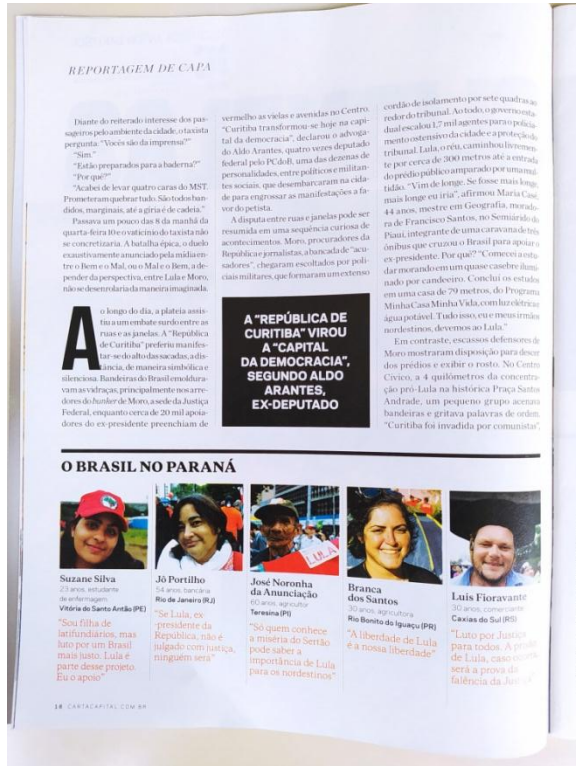 REPORTAGEM DE CAPA
Diante do reiterado interesse dos pas-
sageiros pelo ambiente da cidade, o taxista
pergunta: "Vocês são da imprensa?"
"Sim."
"Estão preparados para a baderna?"
"Por quê?"
"Acabei de levar quatro caras do MST.
Prometeram quebrar tudo. São todos ban-
didos, marginais, até a gíria é de cadeia."
Passava um pouco das 8 da manhã da
quarta-feira 10 e o vaticínio do taxista não
se concretizaria. A batalha épica, o duelo
exaustivamente anunciado pela mídia en-
tre o Bem e o Mal, ou o Mal e o Bem, a de-
pender da perspectiva, entre Lula e Moro,
não se desenrolaria da maneira imaginada.
Ao longo do dia, a plateia assis-
tiu a um embate surdo entre as
ruas e as janelas. A "República
de Curitiba" preferiu manifes-
tar-se do alto das sacadas, a dis-
tância, de maneira simbólica e
silenciosa. Bandeiras do Brasil emoldura-
vam as vidraças, principalmente nos arre-
dores do bunker de Moro, a sede da Justiça
Federal, enquanto cerca de 20 mil apoia-
dores do ex-presidente preenchiam de
vermelho as vielas e avenidas no Centro.
"Curitiba transformou-se hoje na capi-
tal da democracia", declarou o advoga-
do Aldo Arantes, quatro vezes deputado
federal pelo PCdoB, uma das dezenas de
personalidades, entre políticos e militan-
tes sociais, que desembarcaram na cida-
de para engrossar as manifestações a fa-
vor do petista.
A disputa entre ruas e janelas pode ser
resumida em uma sequência curiosa de
acontecimentos. Moro, procuradores da
República e jornalistas, a bancada de "acu-
sadores", chegaram escoltados por poli-
ciais militares, que formaram um extenso
A "REPÚBLICA DE
CURITIBA" VIROU
A "CAPITAL
DA DEMOCRACIA",
SEGUNDO ALDO
ARANTES,
EX-DEPUTADO
cordão de isolamento por sete quadras ao
redor do tribunal. Ao todo, o governo esta-
dual escalou 1,7 mil agentes para o policia-
mento ostensivo da cidade e a proteção do
tribunal. Lula, o réu, caminhou livremen-
te por cerca de 300 metros até a entrada
do prédio público amparado por uma mul-
tidão. "Vim de longe. Se fosse mais longe,
mais longe eu iria", afirmou Maria Casé,
44 anos, mestre em Geografia, morado-
ra de Francisco Santos, no Semiárido do
Piauí, integrante de uma caravana de três
ônibus que cruzou o Brasil para apoiar o
ex-presidente. Por quê? "Comecei a estu-
dar morando em um quase casebre ilumi-
nado por candeeiro. Concluí os estudos
em uma casa de 79 metros, do Programa
Minha Casa Minha Vida, com luz elétrica e
água potável. Tudo isso, eu e meus irmãos
nordestinos, devemos ao Lula."
Em contraste, escassos defensores de
Moro mostraram disposição para descer
dos prédios e exibir o rosto. No Centro
Cívico, a 4 quilômetros da concentra-
ção pró-Lula na histórica Praça Santos
Andrade, um pequeno grupo acenava
bandeiras e gritava palavras de ordem.
"Curitiba foi invadida por comunistas",
O BRASIL NO PARANÁ
LULA
Suzane Silva
23 anos, estudante
de enfermagem
Vitória do Santo Antão (PE)
"Sou filha de
latifundiários, mas
luto por um Brasil
mais justo. Lula é
parte desse projeto.
Eu o apoio"
Jô Portilho
54 anos, bancária
Rio de Janeiro (RJ)
"Se Lula, ex-
-presidente da
República, não é
julgado com justiça,
ninguém será"
José Noronha
da Anunciação
60 anos, agricultor
Teresina (PI)
"Só quem conhece
a miséria do Sertão
pode saber a
importância de Lula
para os nordestinos"
Branca
dos Santos
30 anos, agricultora
Rio Bonito do Iguaçu (PR)
"A liberdade de Lula
é a nossa liberdade"
Luis Fioravante
30 anos, comerciante
Caxias do Sul (RS)
"Luto por Justiça
para todos. A prisão
de Lula, caso
será a prova da
falência da Justiça"
14 CARTACAPITAL.COM.BR